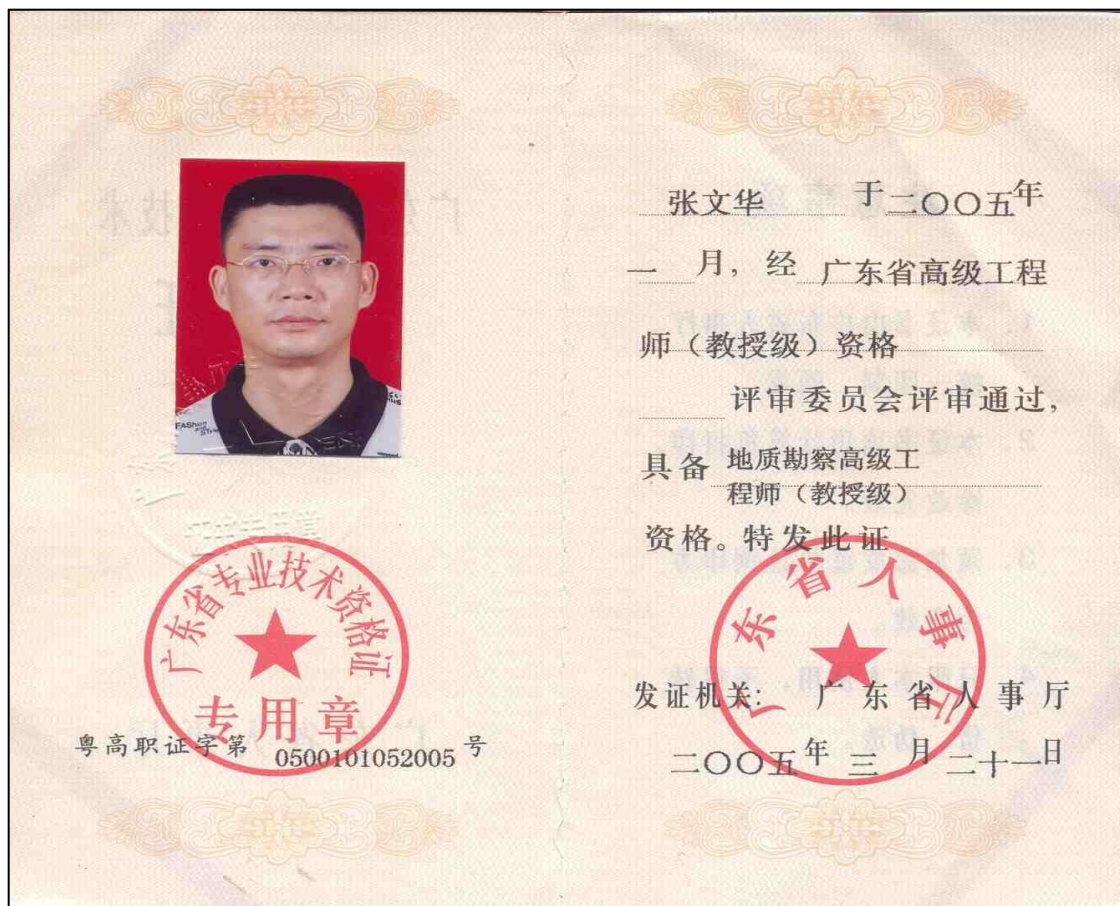 广东省专业技术资格证
专用章
粤高职证字第 0500101052005 号
张文华 于 二〇〇五年
一 月，经 广东省高级工程
师（教授级）资格
评审委员会评审通过，
具备 地质勘察高级工
程师（教授级）
资格。特发此证
广东省人事厅
发证机关：广东省人事厅
二〇〇五年 三 月 二十一日